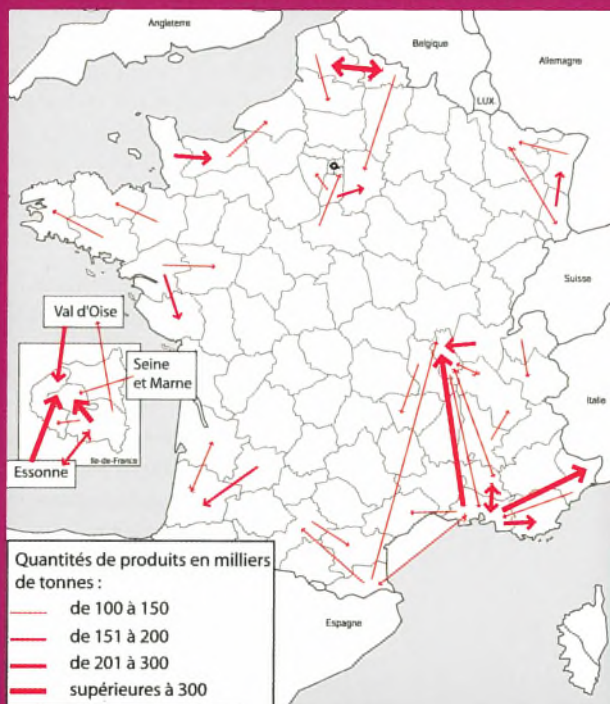 Angleterre
Belgique
Allemagne
LUX.
Suisse
Val d'Oise
Seine
et Marne
Italie
Essonne
Ile-de-France
Quantités de produits en milliers
de tonnes :
de 100 à 150
de 151 à 200
de 201 à 300
supérieures à 300
Espagne